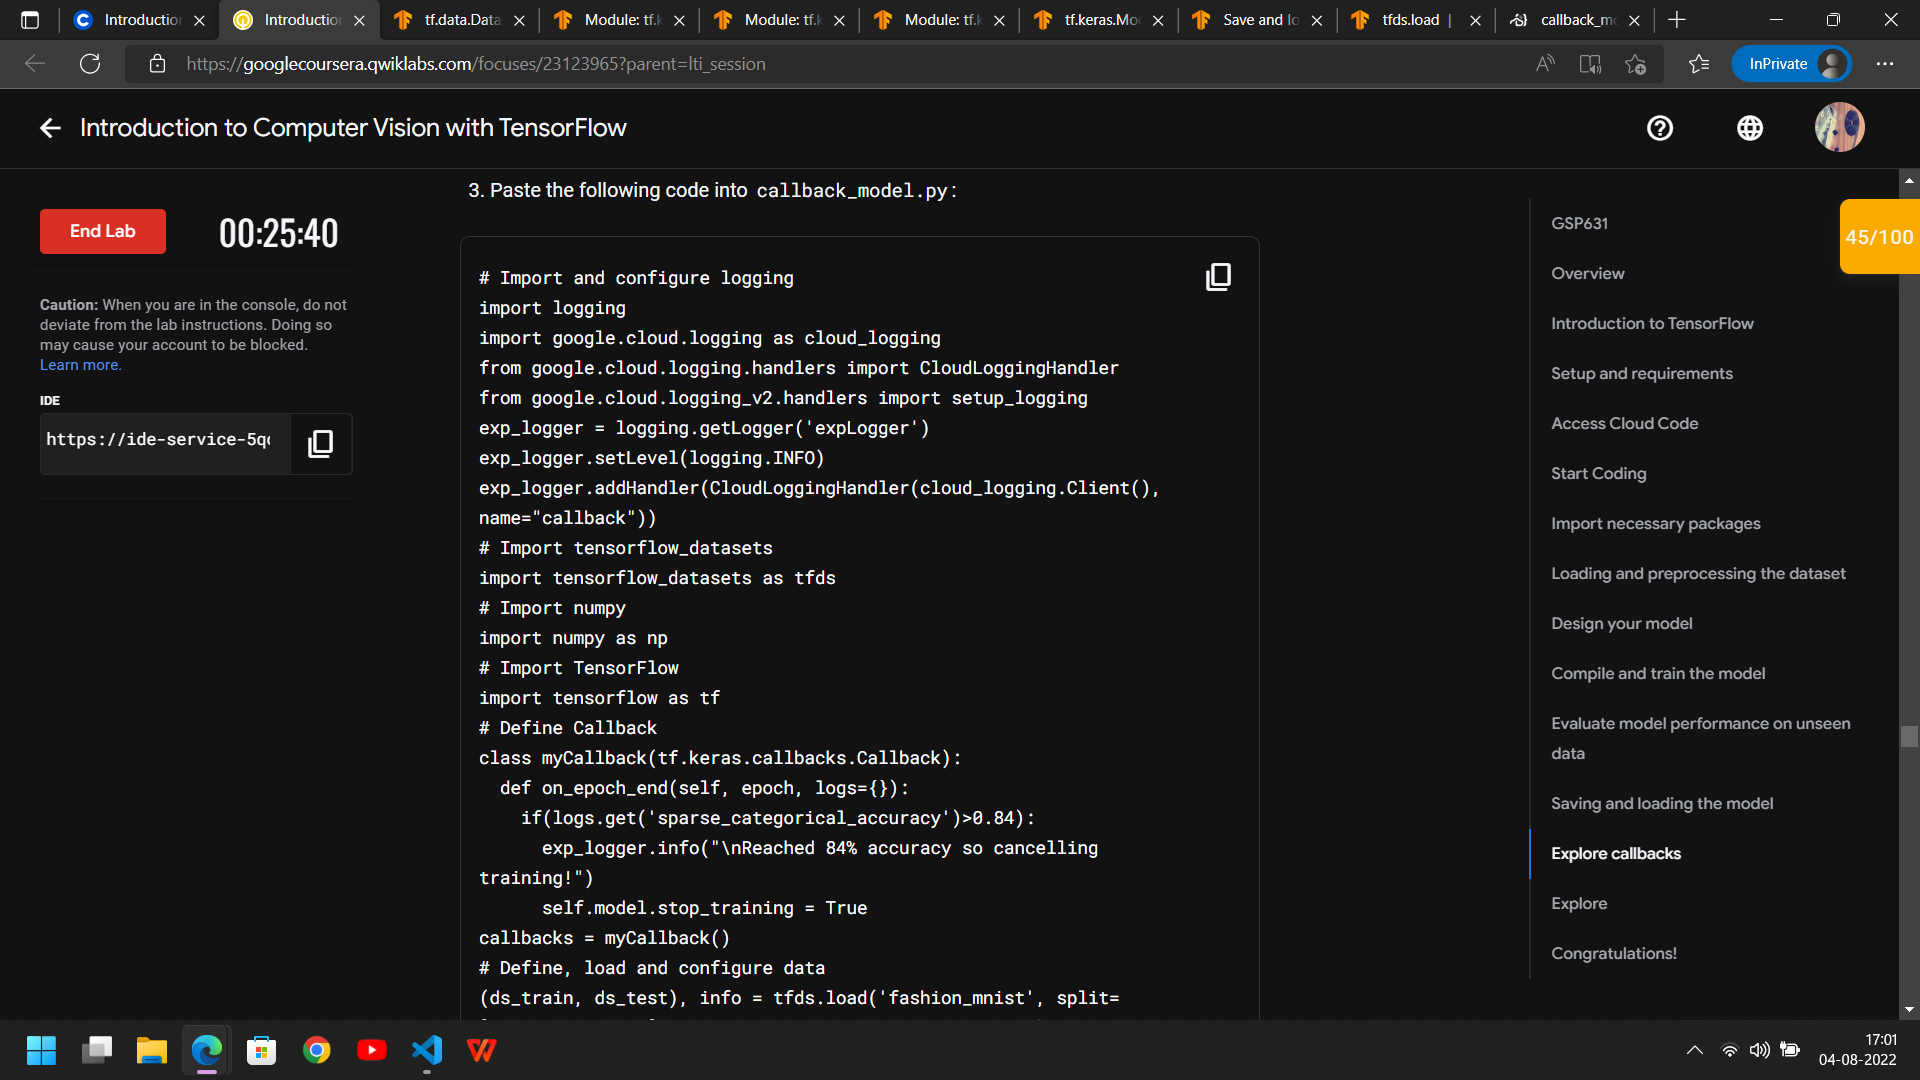 Introduction
Introduction
tf.data.Data
Module: tf.k
Module: tf.k
Module: tf.k
tf.keras.Mo
Save and lo
tfds.load |
callback_mo
https://googlecoursera.qwiklabs.com/focuses/23123965?parent=lti_session
InPrivate
Introduction to Computer Vision with TensorFlow
End Lab
00:25:40
Caution: When you are in the console, do not
deviate from the lab instructions. Doing so
may cause your account to be blocked.
Learn more.
IDE
https://ide-service-5q
3. Paste the following code into callback_model.py:
# Import and configure logging
import logging
import google.cloud.logging as cloud_logging
from google.cloud.logging.handlers import CloudLoggingHandler
from google.cloud.logging_v2.handlers import setup_logging
exp_logger = logging.getLogger('expLogger')
exp_logger.setLevel(logging.INFO)
exp_logger.addHandler(CloudLoggingHandler(cloud_logging.Client(),
name="callback"))
# Import tensorflow_datasets
import tensorflow_datasets as tfds
# Import numpy
import numpy as np
# Import TensorFlow
import tensorflow as tf
# Define Callback
class myCallback(tf.keras.callbacks.Callback):
def on_epoch_end(self, epoch, logs={}):
if(logs.get('sparse_categorical_accuracy')>0.84):
exp_logger.info("\nReached 84% accuracy so cancelling
training!")
self.model.stop_training = True
callbacks = myCallback()
# Define, load and configure data
(ds_train, ds_test), info = tfds.load('fashion_mnist', split=
GSP631
Overview
Introduction to TensorFlow
Setup and requirements
Access Cloud Code
Start Coding
Import necessary packages
Loading and preprocessing the dataset
Design your model
Compile and train the model
Evaluate model performance on unseen
data
Saving and loading the model
Explore callbacks
Explore
Congratulations!
45/100
17:01
04-08-2022